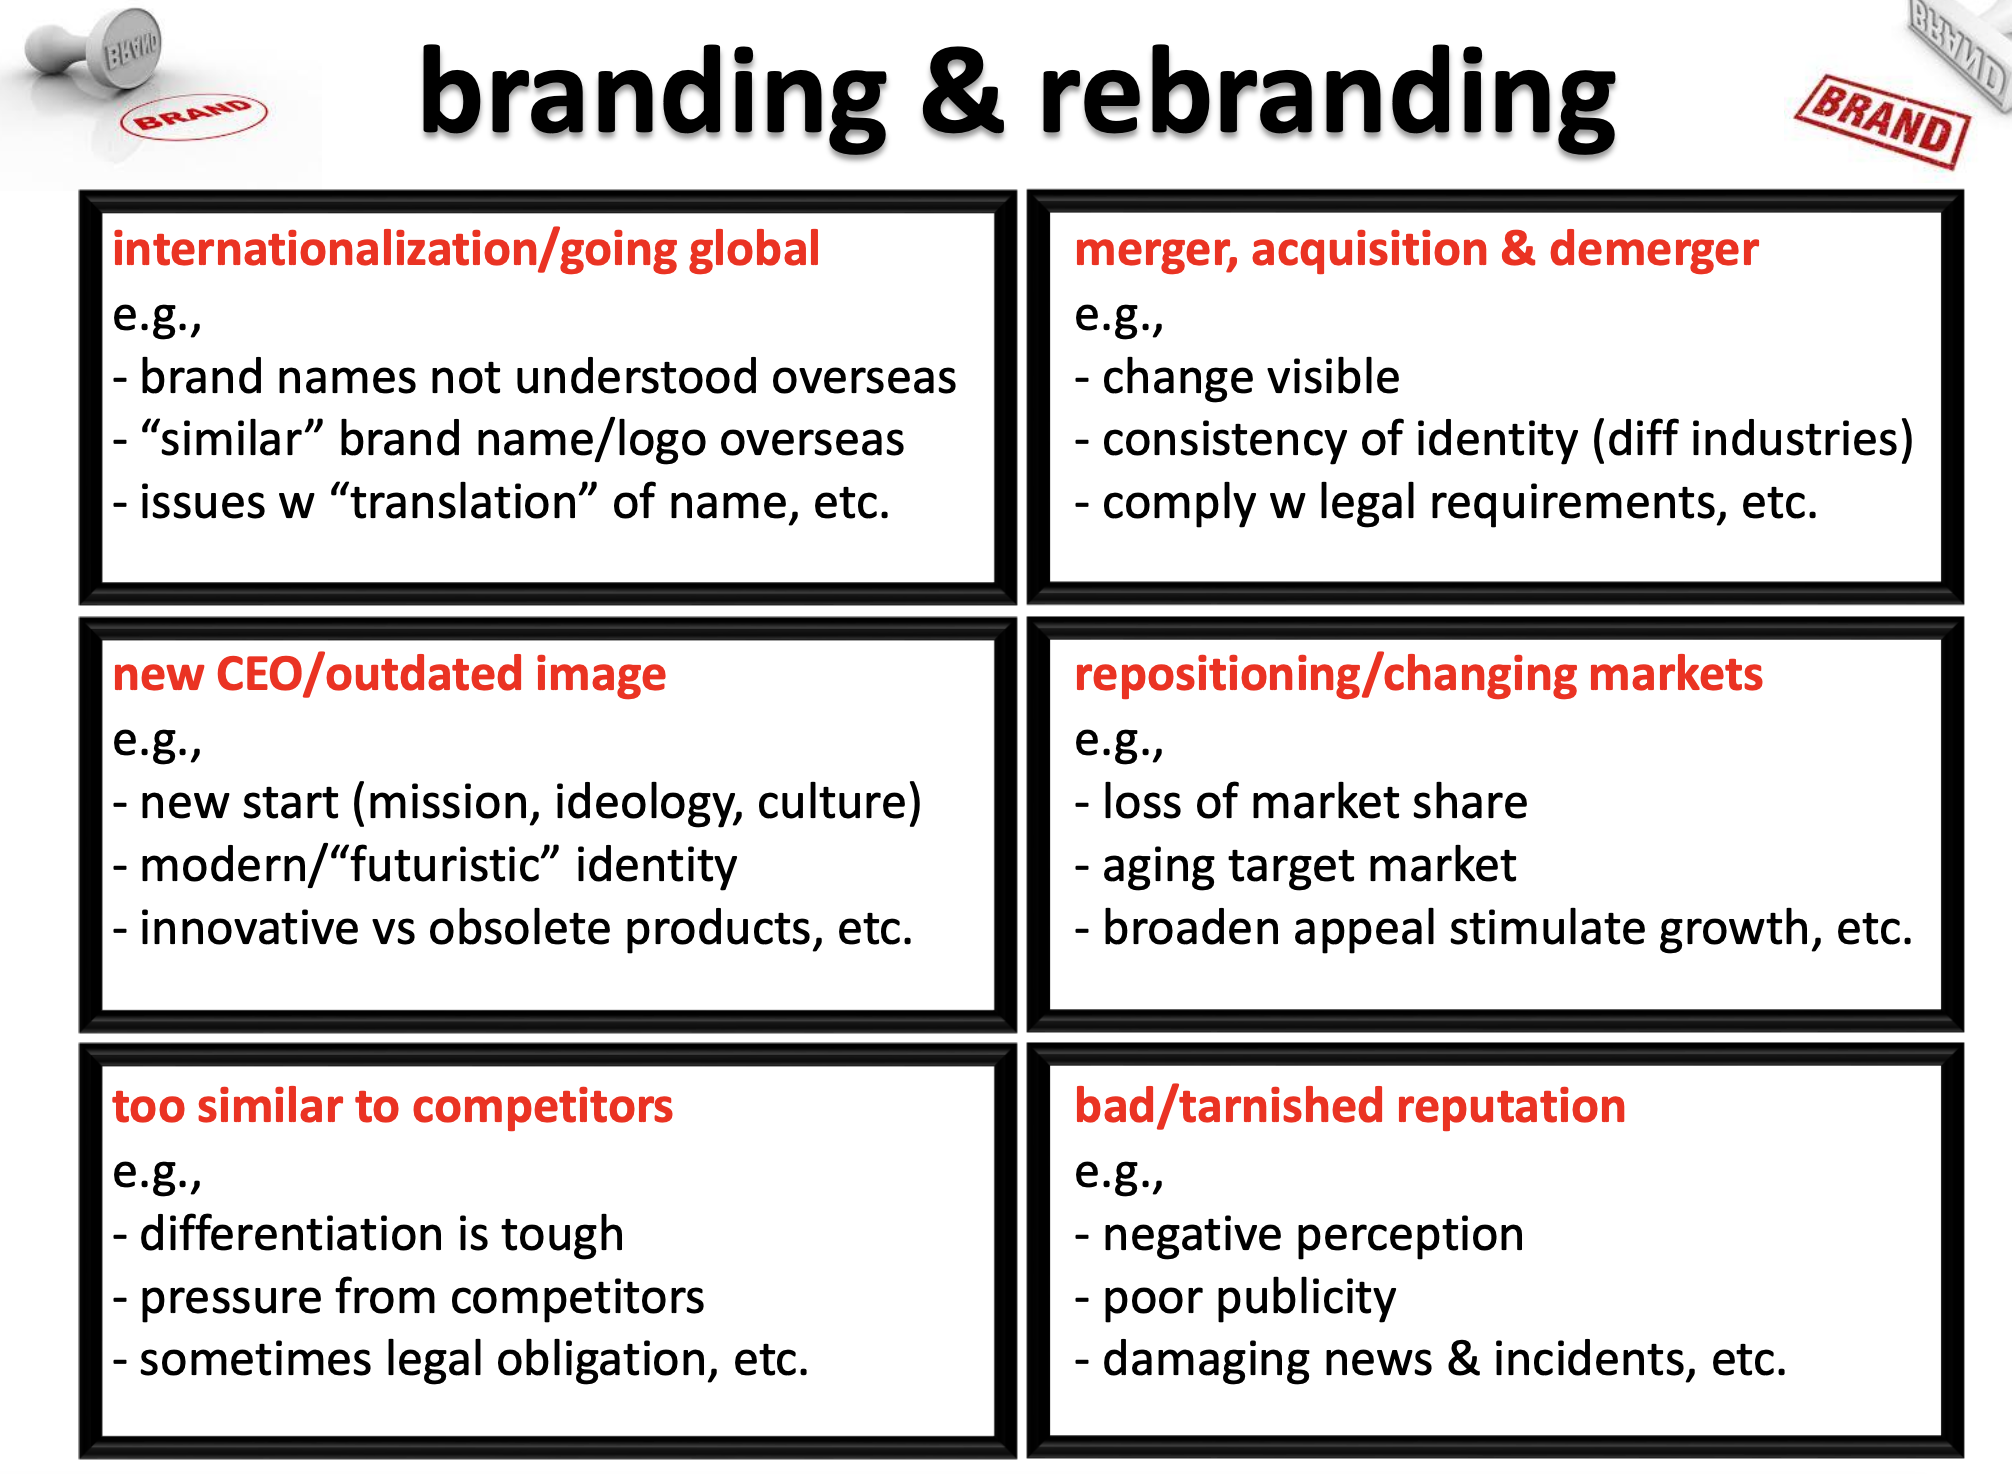 BRAND
BRAND
branding & rebranding
BRAND
BRAND
internationalization/going global
e.g.,
- brand names not understood overseas
- “similar” brand name/logo overseas
- issues w “translation” of name, etc.
merger, acquisition & demerger
e.g.,
- change visible
- consistency of identity (diff industries)
- comply w legal requirements, etc.
new CEO/outdated image
e.g.,
- new start (mission, ideology, culture)
- modern/“futuristic” identity
- innovative vs obsolete products, etc.
repositioning/changing markets
e.g.,
- loss of market share
- aging target market
- broaden appeal stimulate growth, etc.
too similar to competitors
e.g.,
- differentiation is tough
- pressure from competitors
- sometimes legal obligation, etc.
bad/tarnished reputation
e.g.,
- negative perception
- poor publicity
- damaging news & incidents, etc.